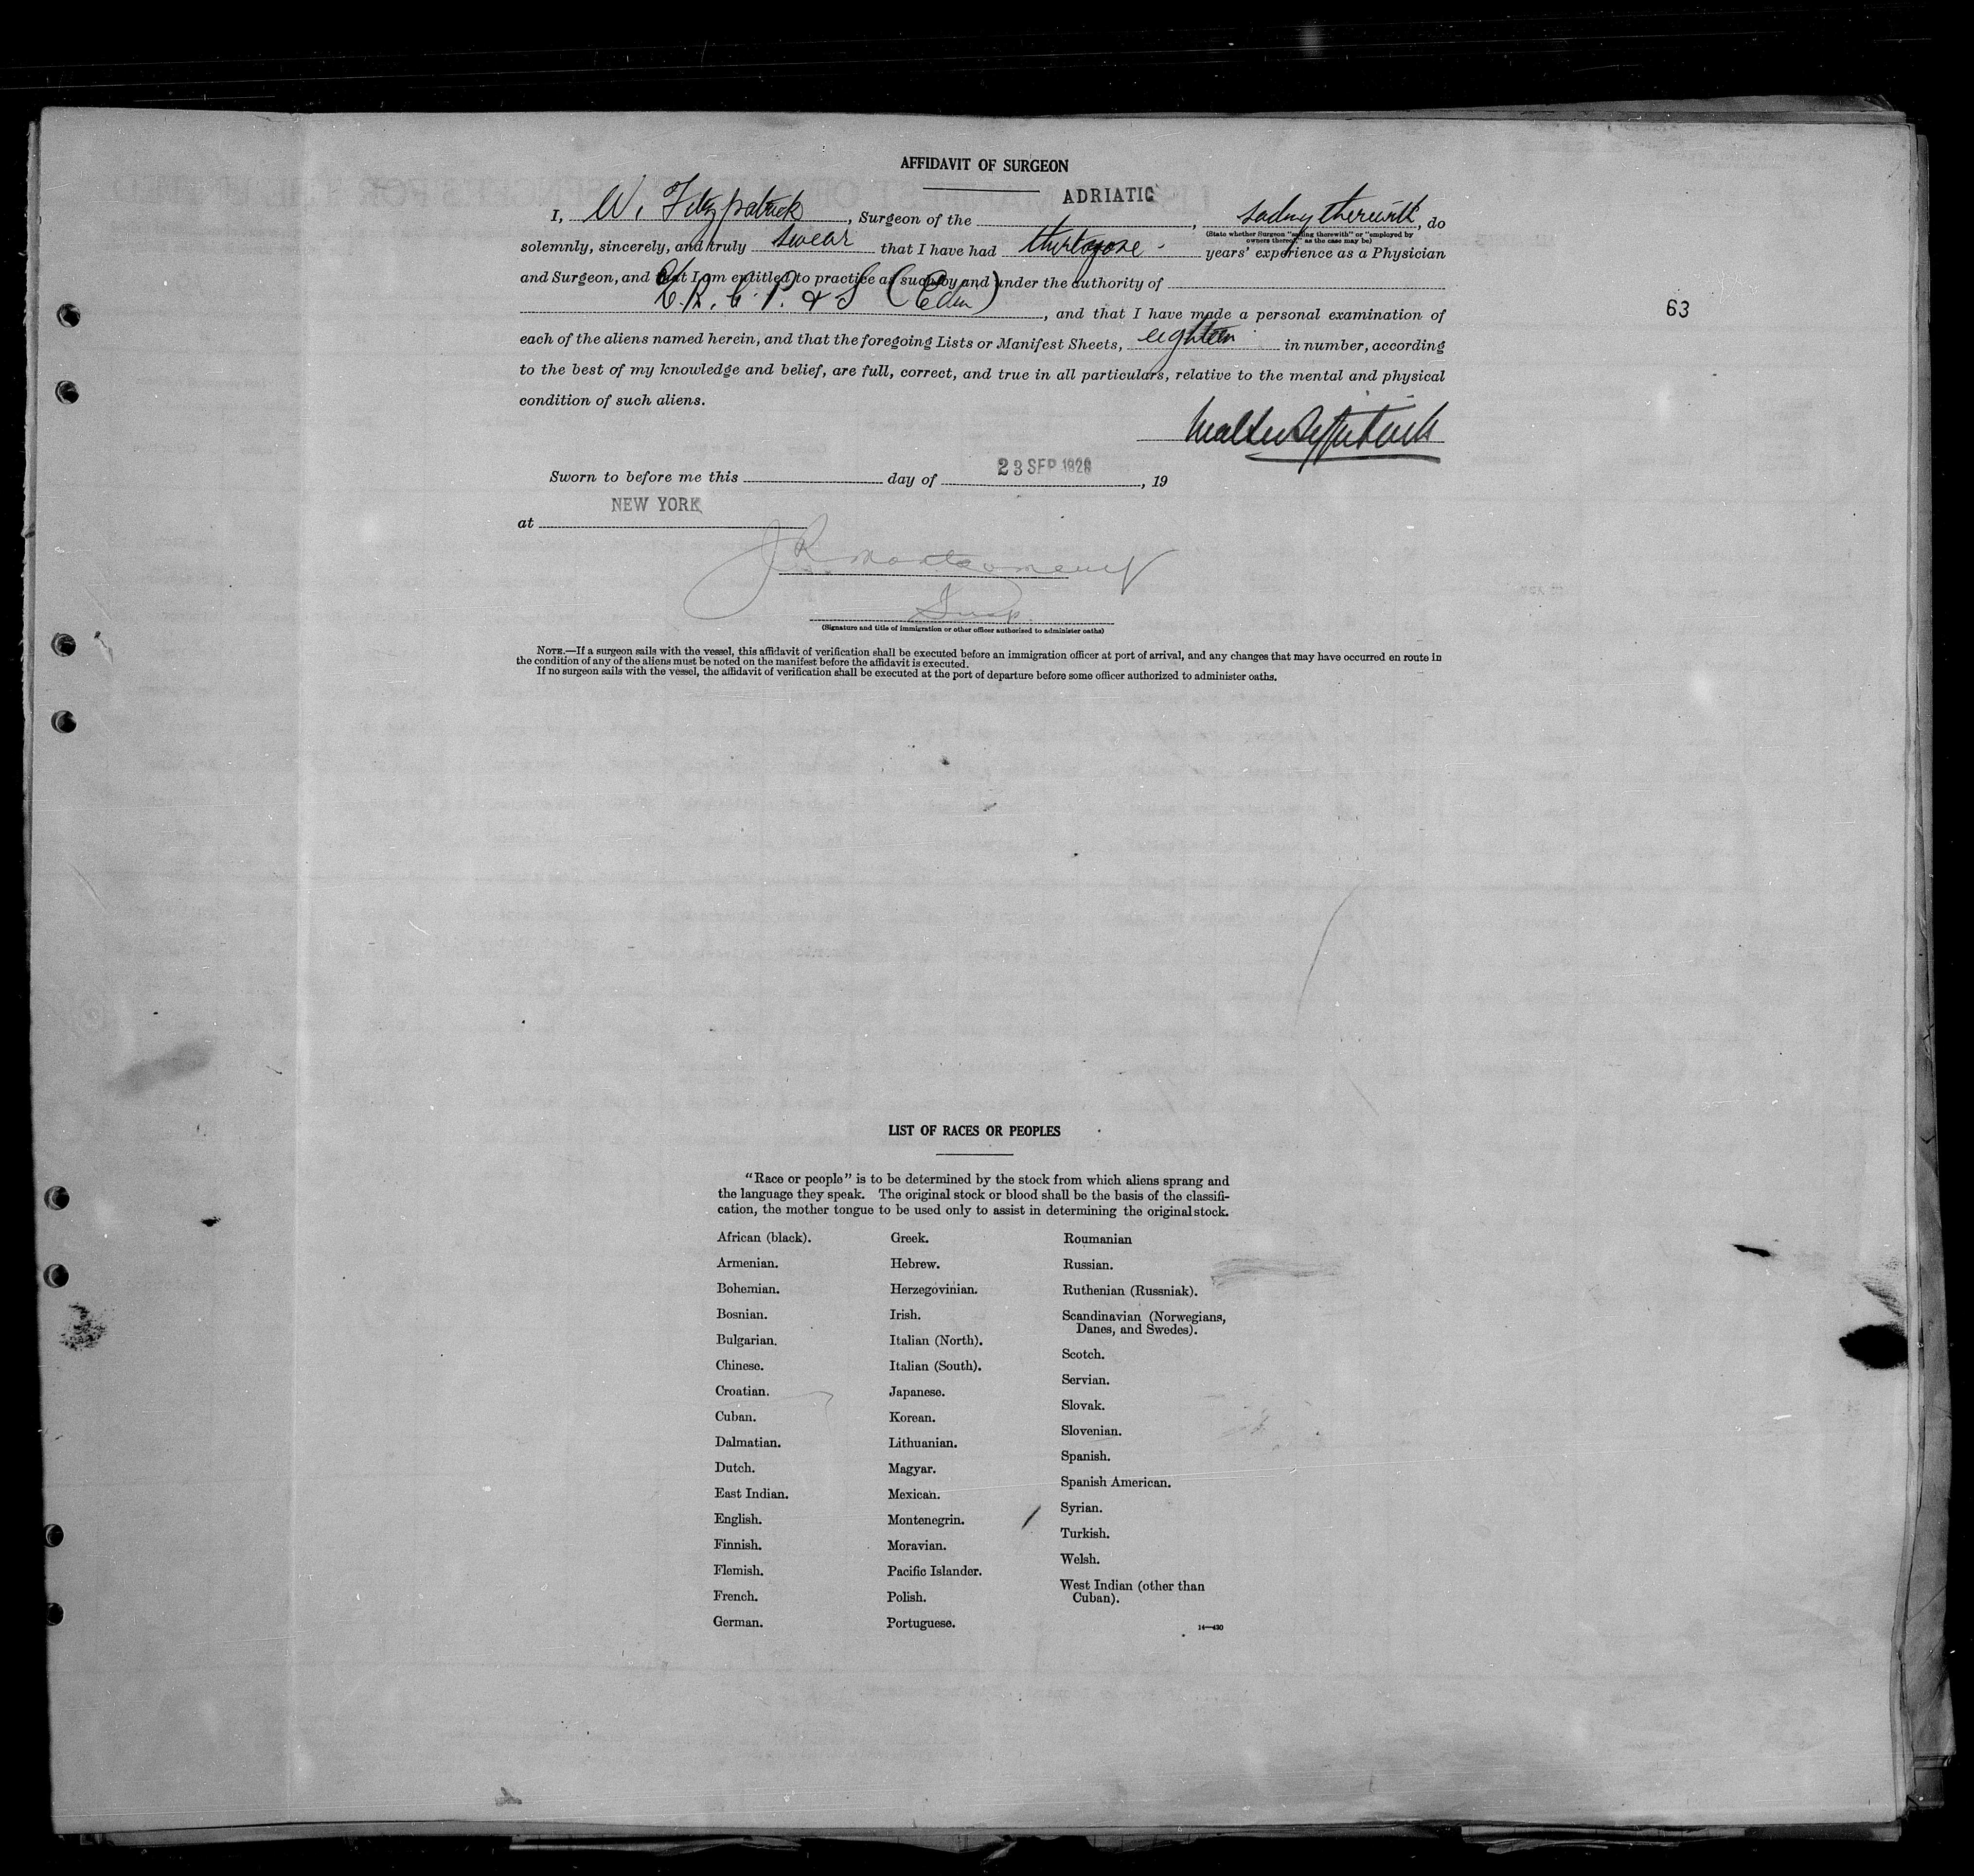 AFFIDAVIT OF SURGEON
I, W. Fitzpatrick, Surgeon of the ADRIATIC, sailing therewith, do
(State whether Surgeon "sailing therewith" or "employed by
owners thereof," as the case may be)
solemnly, sincerely, and truly swear that I have had thirty one years' experience as a Physician
and Surgeon, and that I am entitled to practice as such by and under the authority of
L.R.C.P. & S (Edin)
, and that I have made a personal examination of
63
each of the aliens named herein, and that the foregoing Lists or Manifest Sheets, eighteen in number, according
to the best of my knowledge and belief, are full, correct, and true in all particulars, relative to the mental and physical
condition of such aliens.
Walter Fitzpatrick
Sworn to before me this day of 23 SEP 1928, 19
NEW YORK
at
J R Montgomery
Insp.
(Signature and title of immigration or other officer authorized to administer oaths)
NOTE.—If a surgeon sails with the vessel, this affidavit of verification shall be executed before an immigration officer at port of arrival, and any changes that may have occurred en route in
the condition of any of the aliens must be noted on the manifest before the affidavit is executed.
If no surgeon sails with the vessel, the affidavit of verification shall be executed at the port of departure before some officer authorized to administer oaths.
LIST OF RACES OR PEOPLES
"Race or people" is to be determined by the stock from which aliens sprang and
the language they speak. The original stock or blood shall be the basis of the classifi-
cation, the mother tongue to be used only to assist in determining the original stock.
African (black).
Armenian.
Bohemian.
Bosnian.
Bulgarian.
Chinese.
Croatian.
Cuban.
Dalmatian.
Dutch.
East Indian.
English.
Finnish.
Flemish.
French.
German.
Greek.
Hebrew.
Herzegovinian.
Irish.
Italian (North).
Italian (South).
Japanese.
Korean.
Lithuanian.
Magyar.
Mexican.
Montenegrin.
Moravian.
Pacific Islander.
Polish.
Portuguese.
Roumanian
Russian.
Ruthenian (Russniak).
Scandinavian (Norwegians,
Danes, and Swedes).
Scotch.
Servian.
Slovak.
Slovenian.
Spanish.
Spanish American.
Syrian.
Turkish.
Welsh.
West Indian (other than
Cuban).
14—430